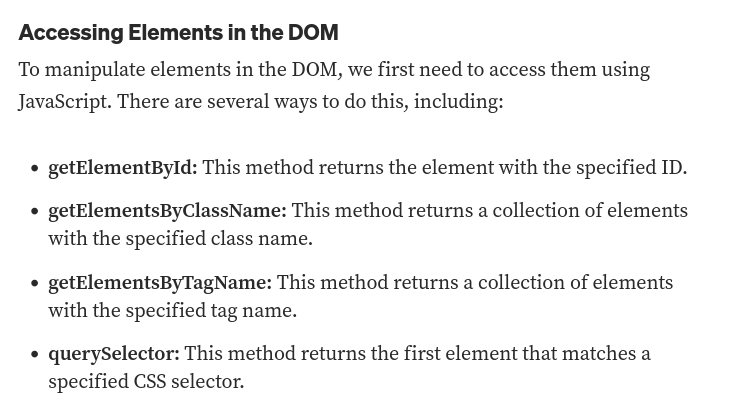 Accessing Elements in the DOM
To manipulate elements in the DOM, we first need to access them using
JavaScript. There are several ways to do this, including:
• getElementById: This method returns the element with the specified ID.
• getElementsByClassName: This method returns a collection of elements
with the specified class name.
• getElementsByTagName: This method returns a collection of elements
with the specified tag name.
• querySelector: This method returns the first element that matches a
specified CSS selector.